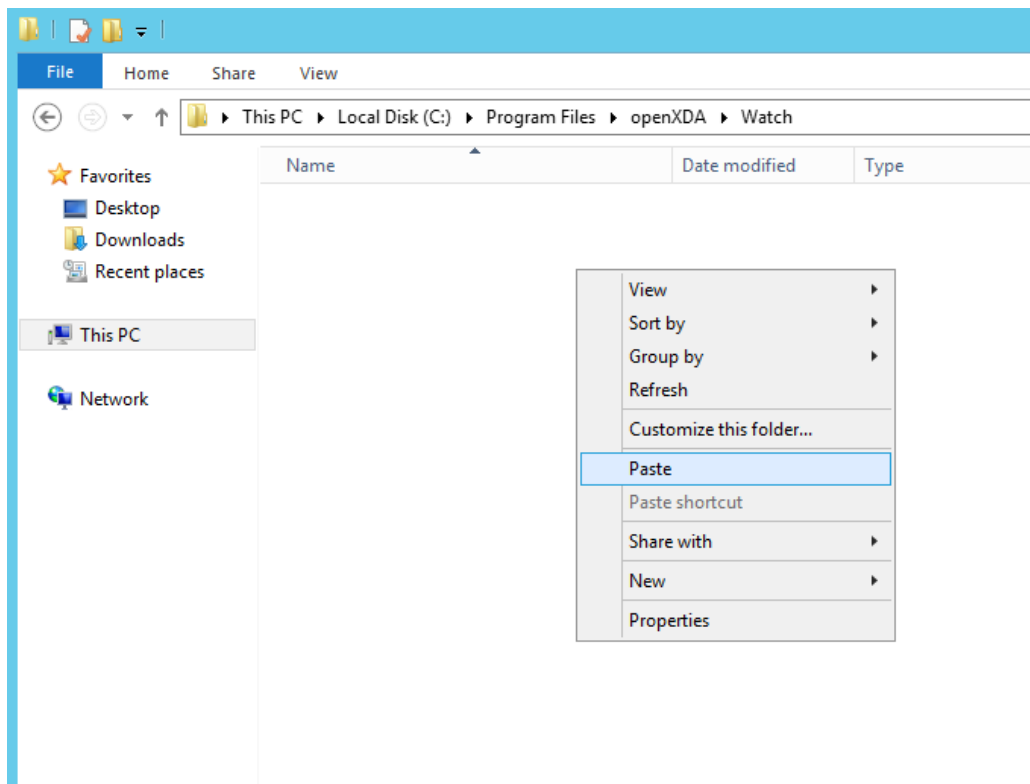 File Home Share View
This PC Local Disk (C:) Program Files openXDA Watch
Name Date modified Type
Favorites
Desktop
Downloads
Recent places
This PC
Network
View
Sort by
Group by
Refresh
Customize this folder...
Paste
Paste shortcut
Share with
New
Properties